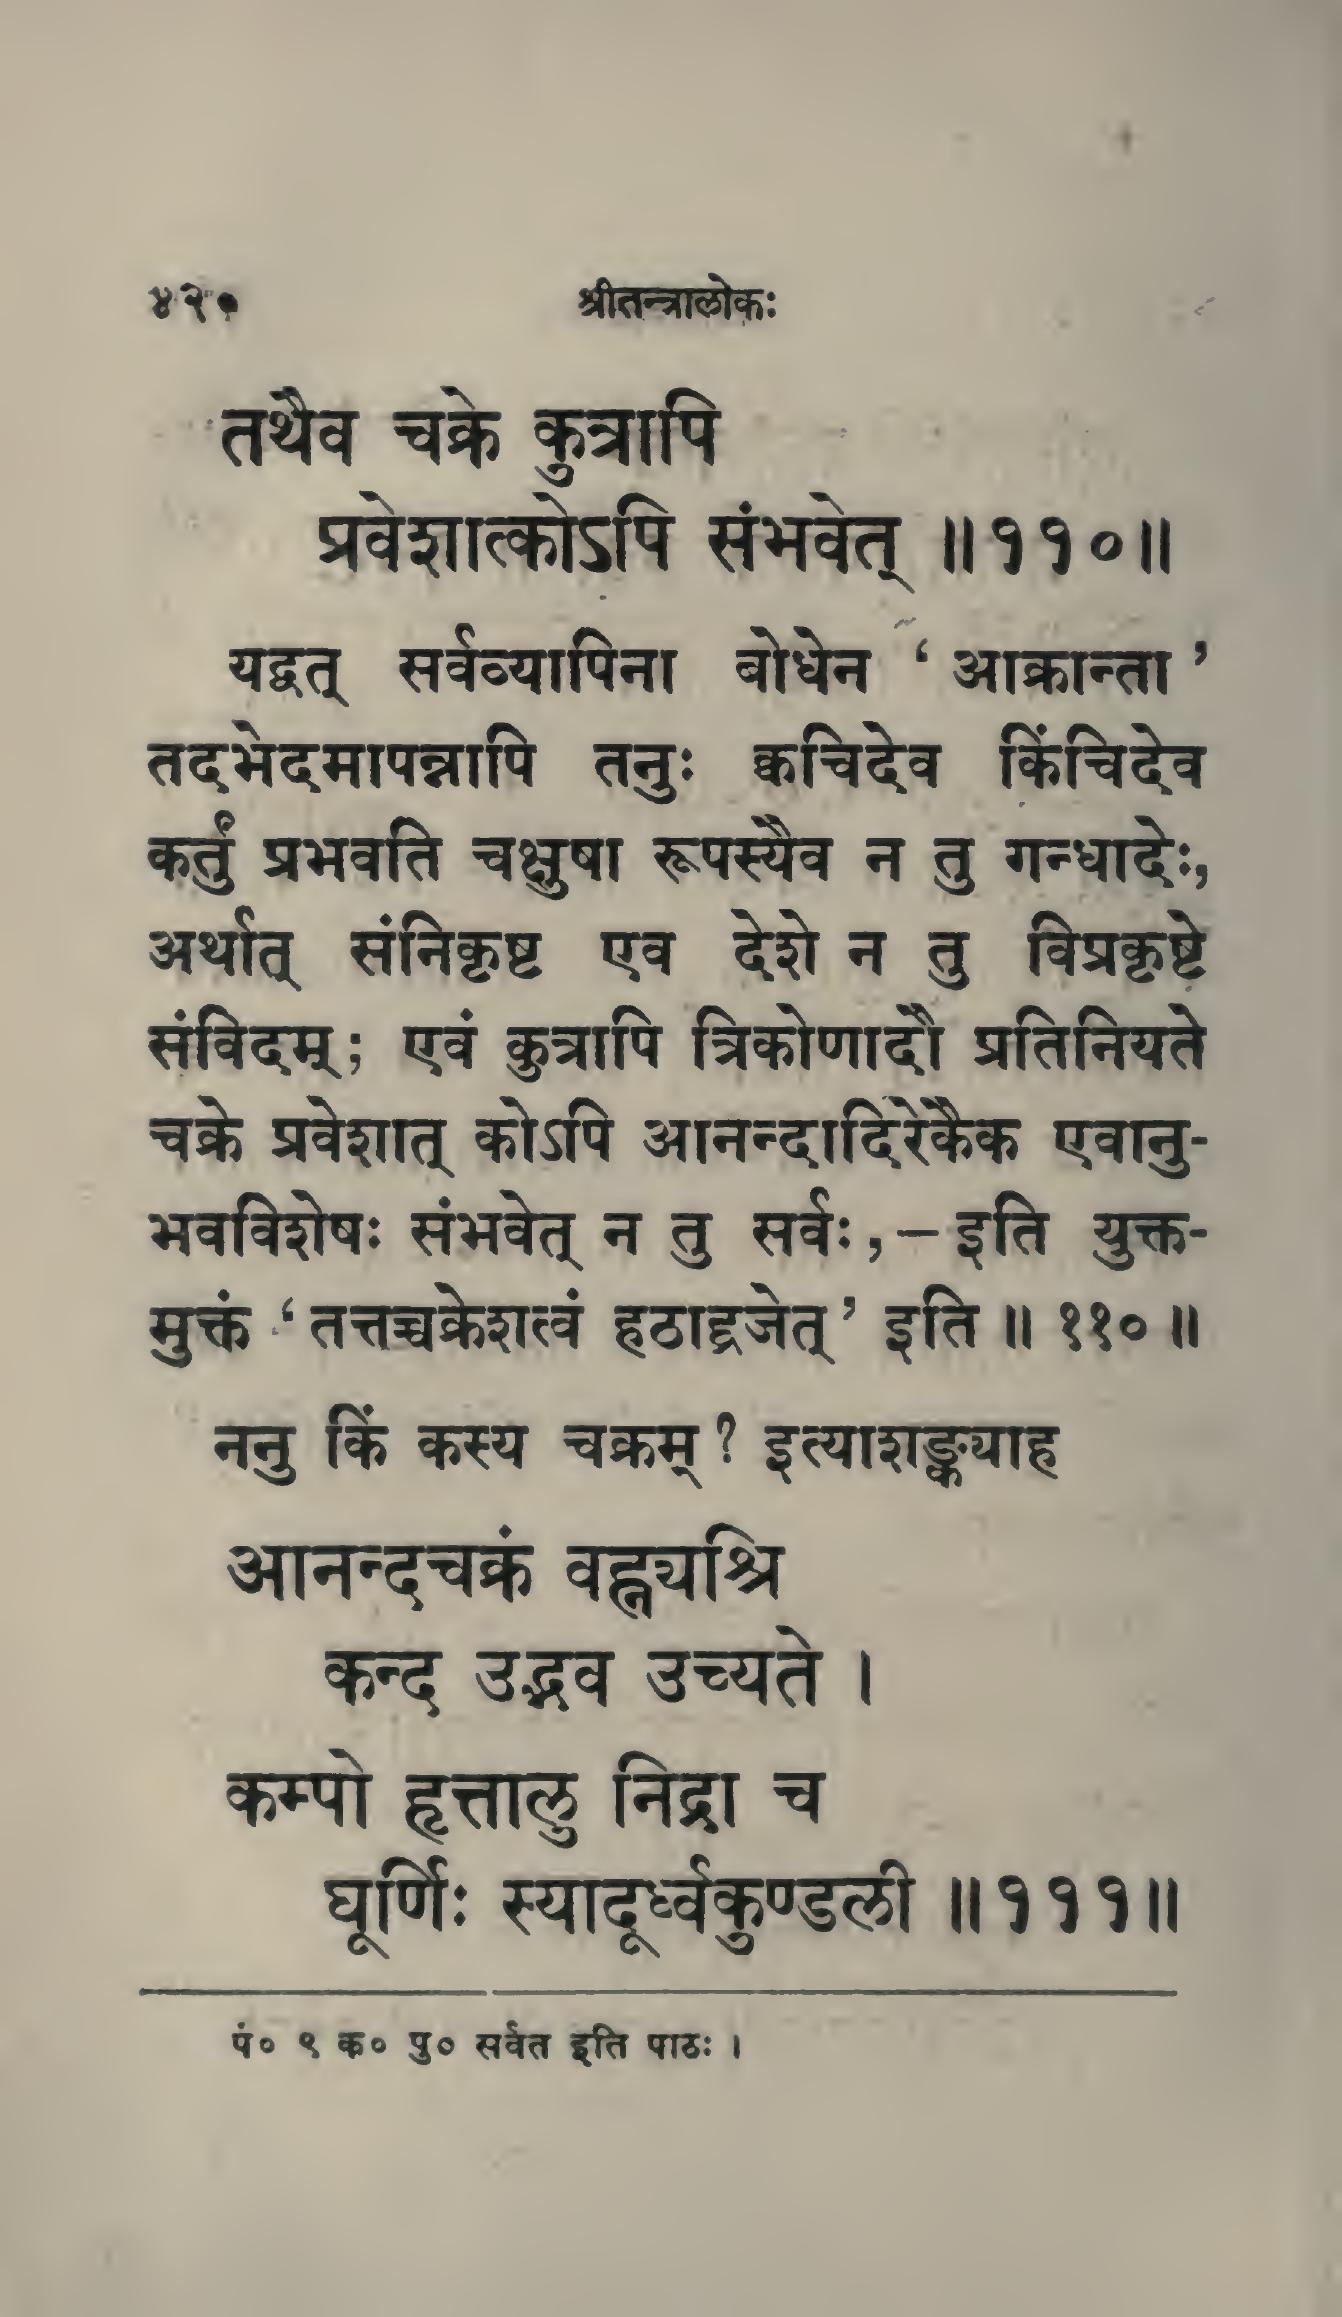 ४२०
श्रीतन्त्रालोकः
तथैव चक्रे कुत्रापि
प्रवेशात्कोऽपि संभवेत् ॥११०॥
यद्वत् सर्वव्यापिना बोधेन ‘ आक्रान्ता ’
तदभेदमापन्नापि तनुः क्वचिदेव किंचिदेव
कर्तुं प्रभवति चक्षुषा रूपस्यैव न तु गन्धादेः,
अर्थात् संनिकृष्ट एव देशे न तु विप्रकृष्टे
संविदम्; एवं कुत्रापि त्रिकोणादौ प्रतिनियते
चक्रे प्रवेशात् कोऽपि आनन्दादिरेकैक एवानु-
भवविशेषः संभवेत् न तु सर्वः,–इति युक्त-
मुक्तं ‘ तत्तच्चक्रेशत्वं हठाद्व्रजेत् ’ इति ॥ ११० ॥
ननु किं कस्य चक्रम् ? इत्याशङ्क्याह
आनन्दचक्रं वह्न्यश्रि
कन्द उद्भव उच्यते ।
कम्पो हृत्तालु निद्रा च
घूर्णिः स्यादूर्ध्वकुण्डली ॥१११॥
पं० ९ क० पु० सर्वत इति पाठः ।